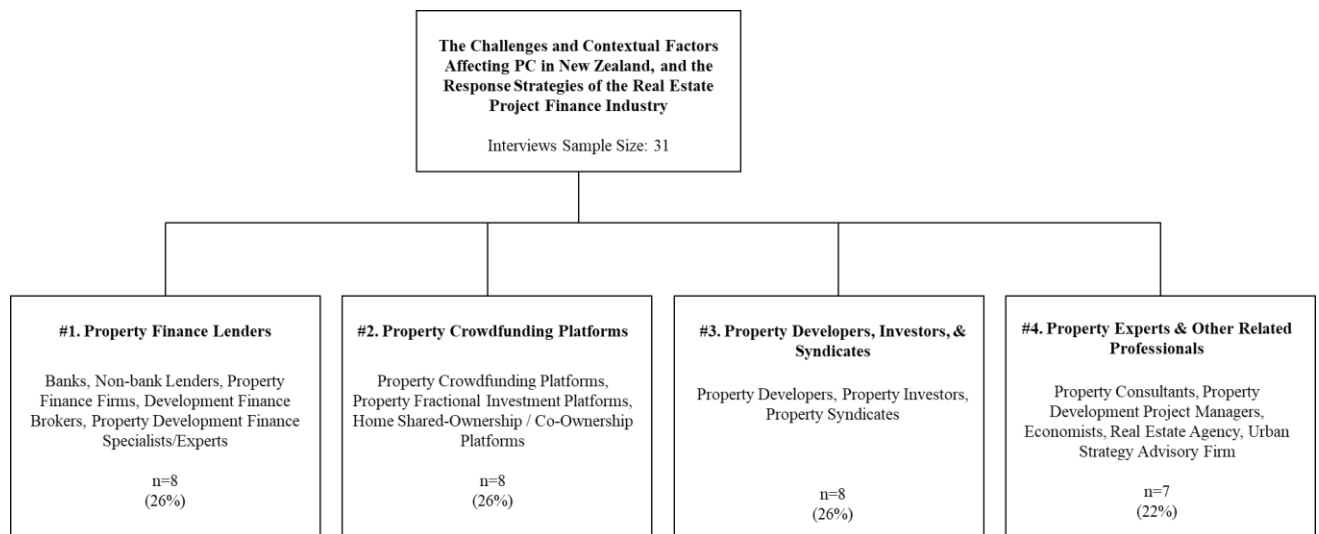 The Challenges and Contextual Factors
Affecting PC in New Zealand, and the
Response Strategies of the Real Estate
Project Finance Industry
Interviews Sample Size: 31
#1. Property Finance Lenders
Banks, Non-bank Lenders, Property
Finance Firms, Development Finance
Brokers, Property Development Finance
Specialists/Experts
n=8
(26%)
#2. Property Crowdfunding Platforms
Property Crowdfunding Platforms,
Property Fractional Investment Platforms,
Home Shared-Ownership / Co-Ownership
Platforms
n=8
(26%)
#3. Property Developers, Investors, &
Syndicates
Property Developers, Property Investors,
Property Syndicates
n=8
(26%)
#4. Property Experts & Other Related
Professionals
Property Consultants, Property
Development Project Managers,
Economists, Real Estate Agency, Urban
Strategy Advisory Firm
n=7
(22%)